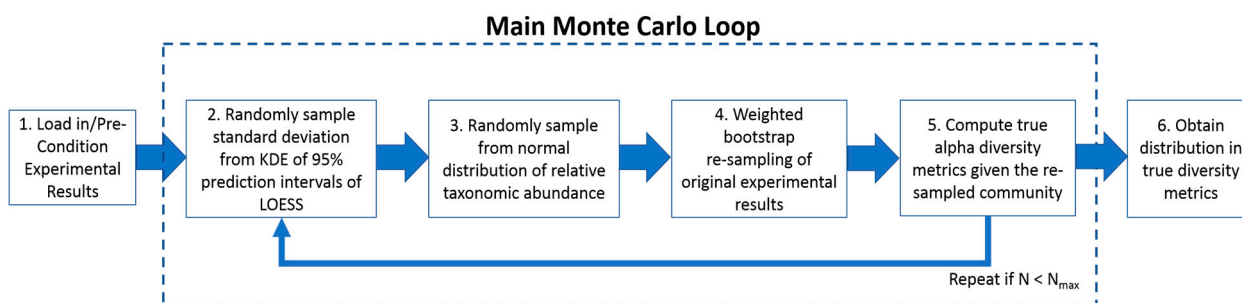 Main Monte Carlo Loop
1. Load in/Pre-
Condition
Experimental
Results
2. Randomly sample
standard deviation
from KDE of 95%
prediction intervals of
LOESS
3. Randomly sample
from normal
distribution of relative
taxonomic abundance
4. Weighted
bootstrap
re-sampling of
original experimental
results
5. Compute true
alpha diversity
metrics given the re-
sampled community
6. Obtain
distribution in
true diversity
metrics
Repeat if N < Nmax